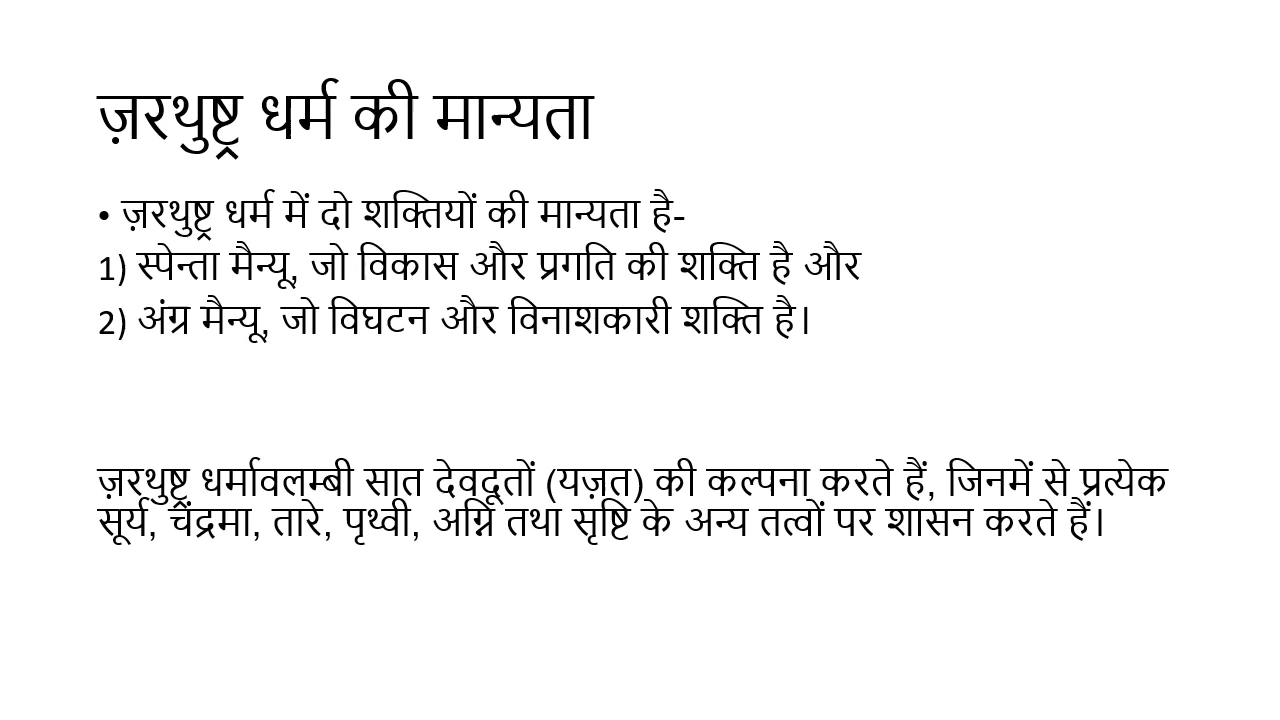 ज़रथुष्ट्र धर्म की मान्यता
• ज़रथुष्ट्र धर्म में दो शक्तियों की मान्यता है-
1) स्पेन्ता मैन्यू, जो विकास और प्रगति की शक्ति है और
2) अंग्र मैन्यू, जो विघटन और विनाशकारी शक्ति है।
ज़रथुष्ट्र धर्मावलम्बी सात देवदूतों (यज़त) की कल्पना करते हैं, जिनमें से प्रत्येक
सूर्य, चंद्रमा, तारे, पृथ्वी, अग्नि तथा सृष्टि के अन्य तत्वों पर शासन करते हैं।